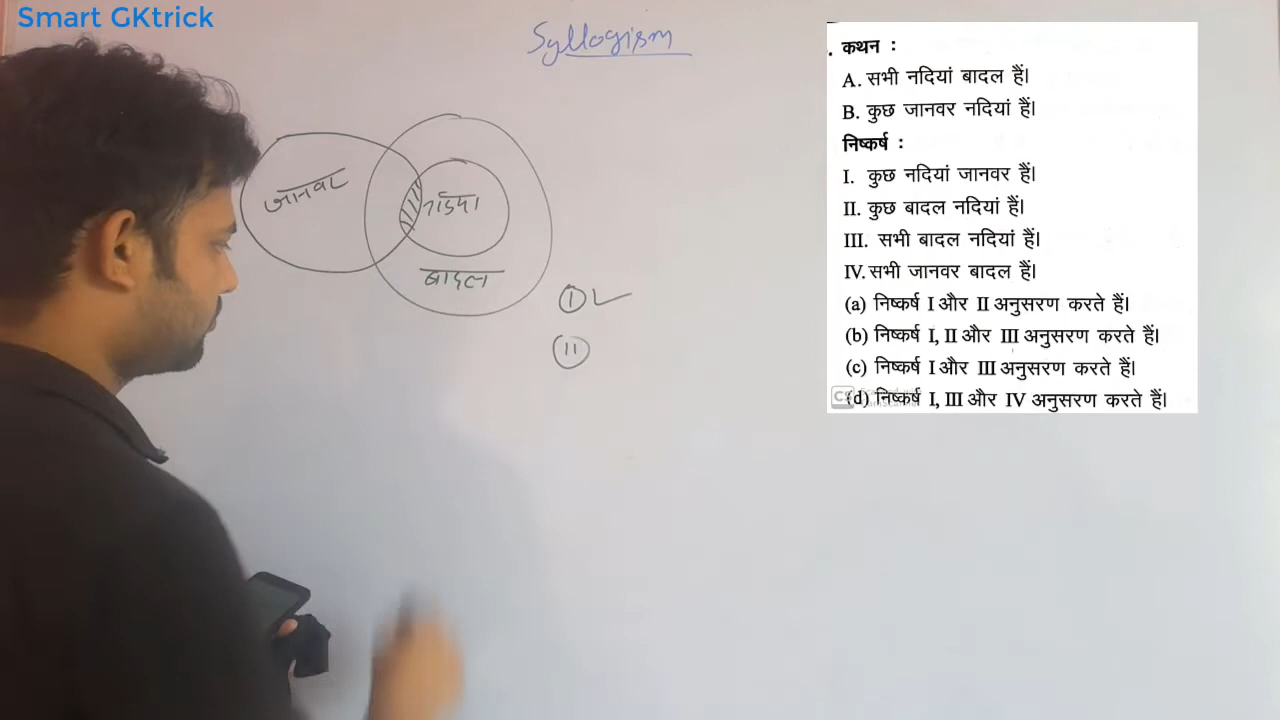 Smart GKtrick
Syllogism
जानवर
नदिया
बादल
I
II
. कथन :
A. सभी नदियां बादल हैं।
B. कुछ जानवर नदियां हैं।
निष्कर्ष :
I. कुछ नदियां जानवर हैं।
II. कुछ बादल नदियां हैं।
III. सभी बादल नदियां हैं।
IV. सभी जानवर बादल हैं।
(a) निष्कर्ष I और II अनुसरण करते हैं।
(b) निष्कर्ष I, II और III अनुसरण करते हैं।
(c) निष्कर्ष I और III अनुसरण करते हैं।
CS
(d) निष्कर्ष I, III और IV अनुसरण करते हैं।